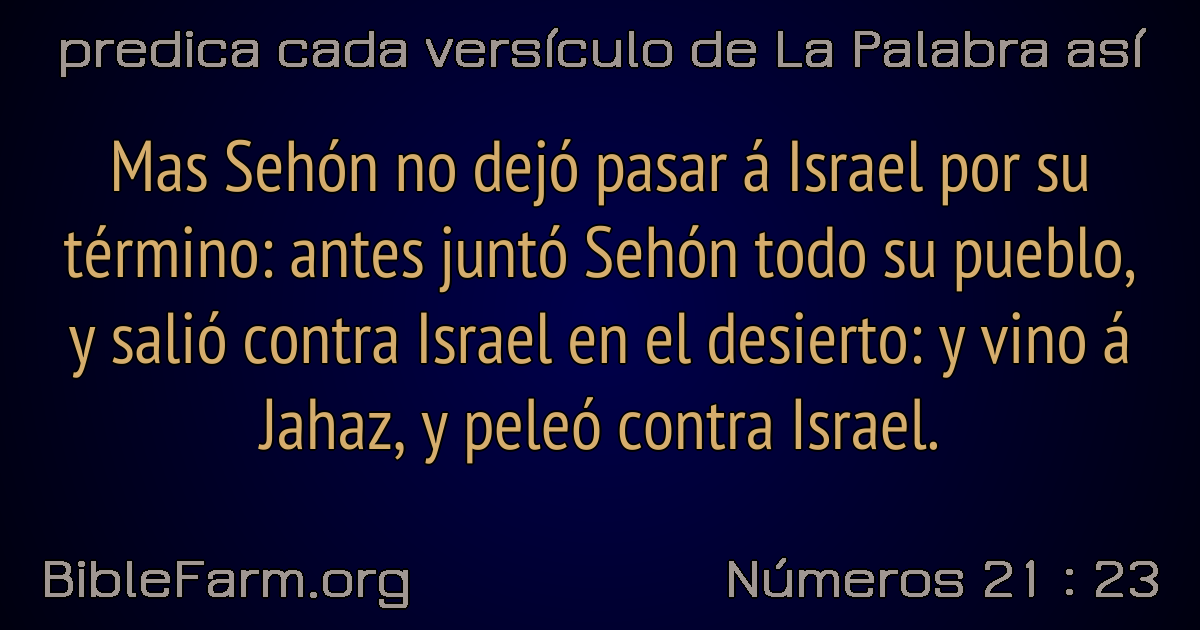 predica cada versículo de La Palabra así
Mas Sehón no dejó pasar á Israel por su
término: antes juntó Sehón todo su pueblo,
y salió contra Israel en el desierto: y vino á
Jahaz, y peleó contra Israel.
BibleFarm.org
Números 21 : 23